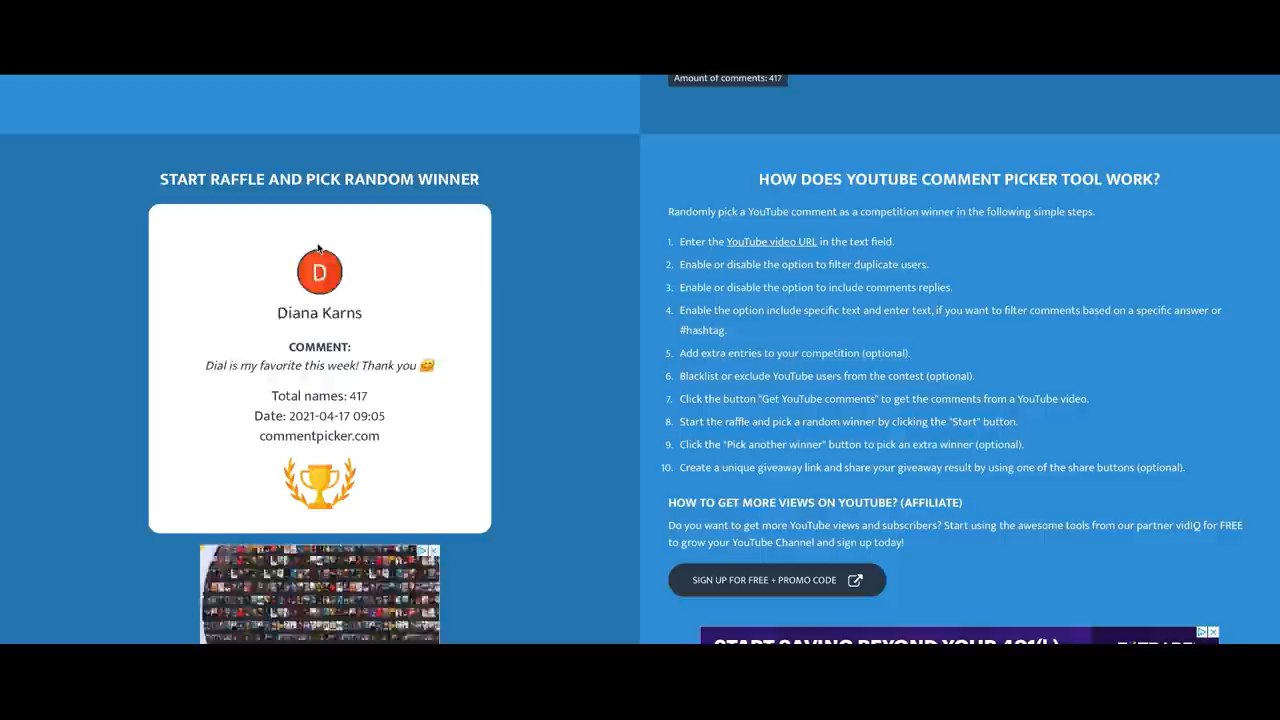 Amount of comments: 417
START RAFFLE AND PICK RANDOM WINNER
D
Diana Karns
COMMENT:
Dial is my favorite this week! Thank you 🥰
Total names: 417
Date: 2021-04-17 09:05
commentpicker.com
HOW DOES YOUTUBE COMMENT PICKER TOOL WORK?
Randomly pick a YouTube comment as a competition winner in the following simple steps.
1. Enter the YouTube video URL in the text field.
2. Enable or disable the option to filter duplicate users.
3. Enable or disable the option to include comments replies.
4. Enable the option include specific text and enter text, if you want to filter comments based on a specific answer or
#hashtag.
5. Add extra entries to your competition (optional).
6. Blacklist or exclude YouTube users from the contest (optional).
7. Click the button "Get YouTube comments" to get the comments from a YouTube video.
8. Start the raffle and pick a random winner by clicking the "Start" button.
9. Click the "Pick another winner" button to pick an extra winner (optional).
10. Create a unique giveaway link and share your giveaway result by using one of the share buttons (optional).
HOW TO GET MORE VIEWS ON YOUTUBE? (AFFILIATE)
Do you want to get more YouTube views and subscribers? Start using the awesome tools from our partner vidIQ for FREE
to grow your YouTube Channel and sign up today!
SIGN UP FOR FREE + PROMO CODE
START SAVING BEYOND YOUR 401(k)